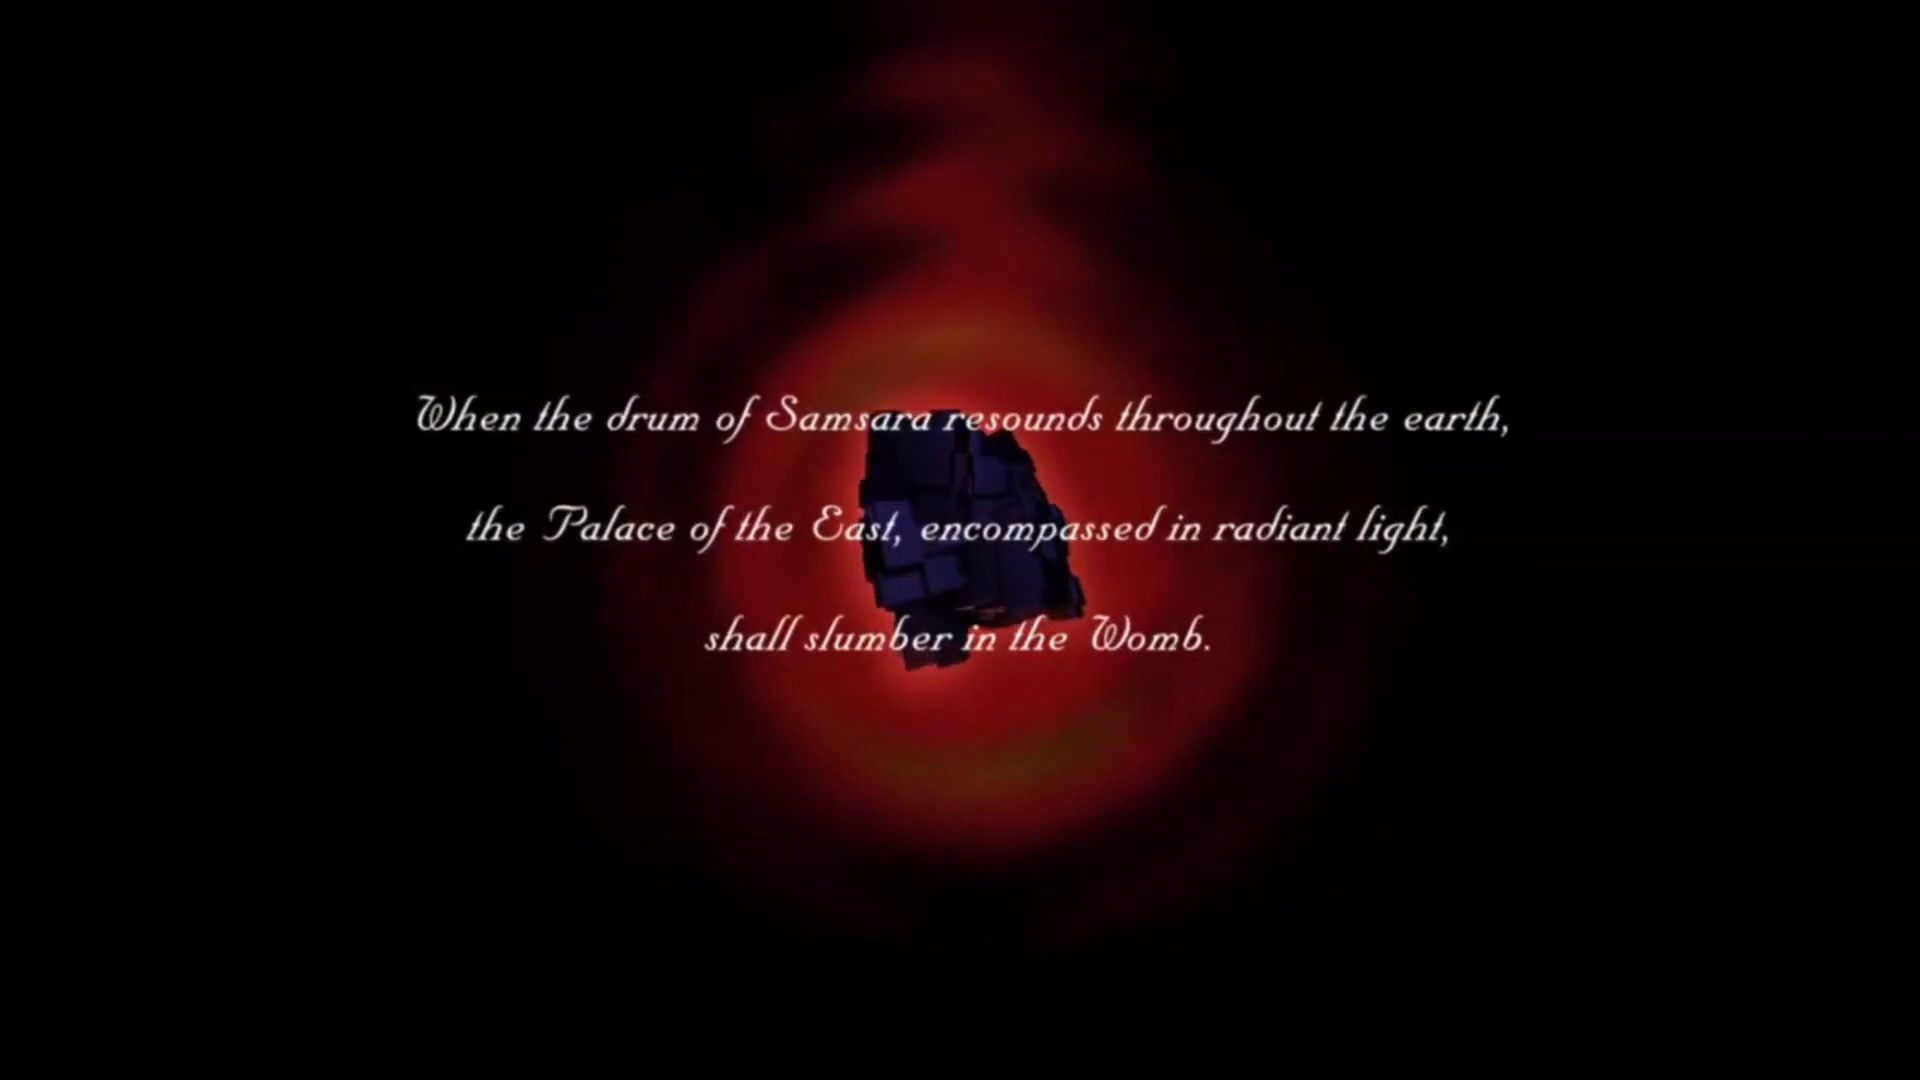 When the drum of Samsara resounds throughout the earth,
the Palace of the East, encompassed in radiant light,
shall slumber in the Womb.